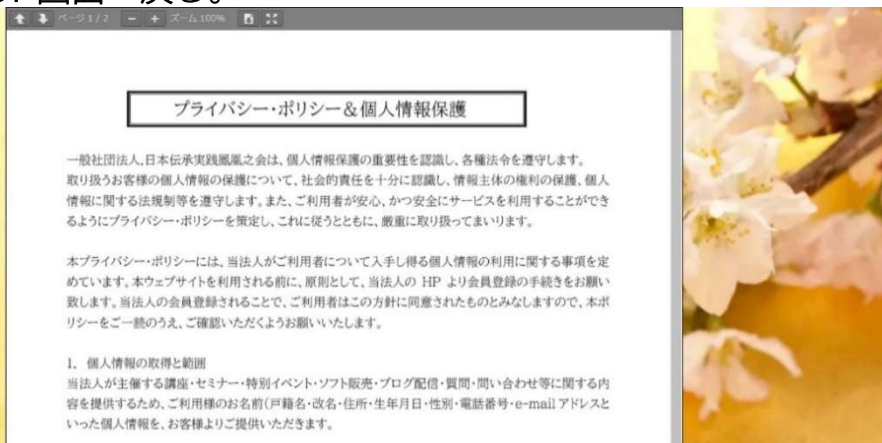 ページ 1 / 2 ズーム 100%
プライバシー・ポリシー＆個人情報保護
一般社団法人.日本伝承実践鳳凰之会は、個人情報保護の重要性を認識し、各種法令を遵守します。
取り扱うお客様の個人情報の保護について、社会的責任を十分に認識し、情報主体の権利の保護、個人
情報に関する法規制等を遵守します。また、ご利用者が安心、かつ安全にサービスを利用することができ
るようにプライバシー・ポリシーを策定し、これに従うとともに、厳重に取り扱ってまいります。
本プライバシー・ポリシーには、当法人がご利用者について入手し得る個人情報の利用に関する事項を定
めています。本ウェブサイトを利用される前に、原則として、当法人の HP より会員登録の手続きをお願い
致します。当法人の会員登録されることで、ご利用者はこの方針に同意されたものとみなしますので、本ポ
リシーをご一読のうえ、ご確認いただくようお願いいたします。
1. 個人情報の取得と範囲
当法人が主催する講座・セミナー・特別イベント・ソフト販売・ブログ配信・質問・問い合わせ等に関する内
容を提供するため、ご利用様のお名前(戸籍名・改名・住所・生年月日・性別・電話番号・e-mail アドレスと
いった個人情報を、お客様よりご提供いただきます。